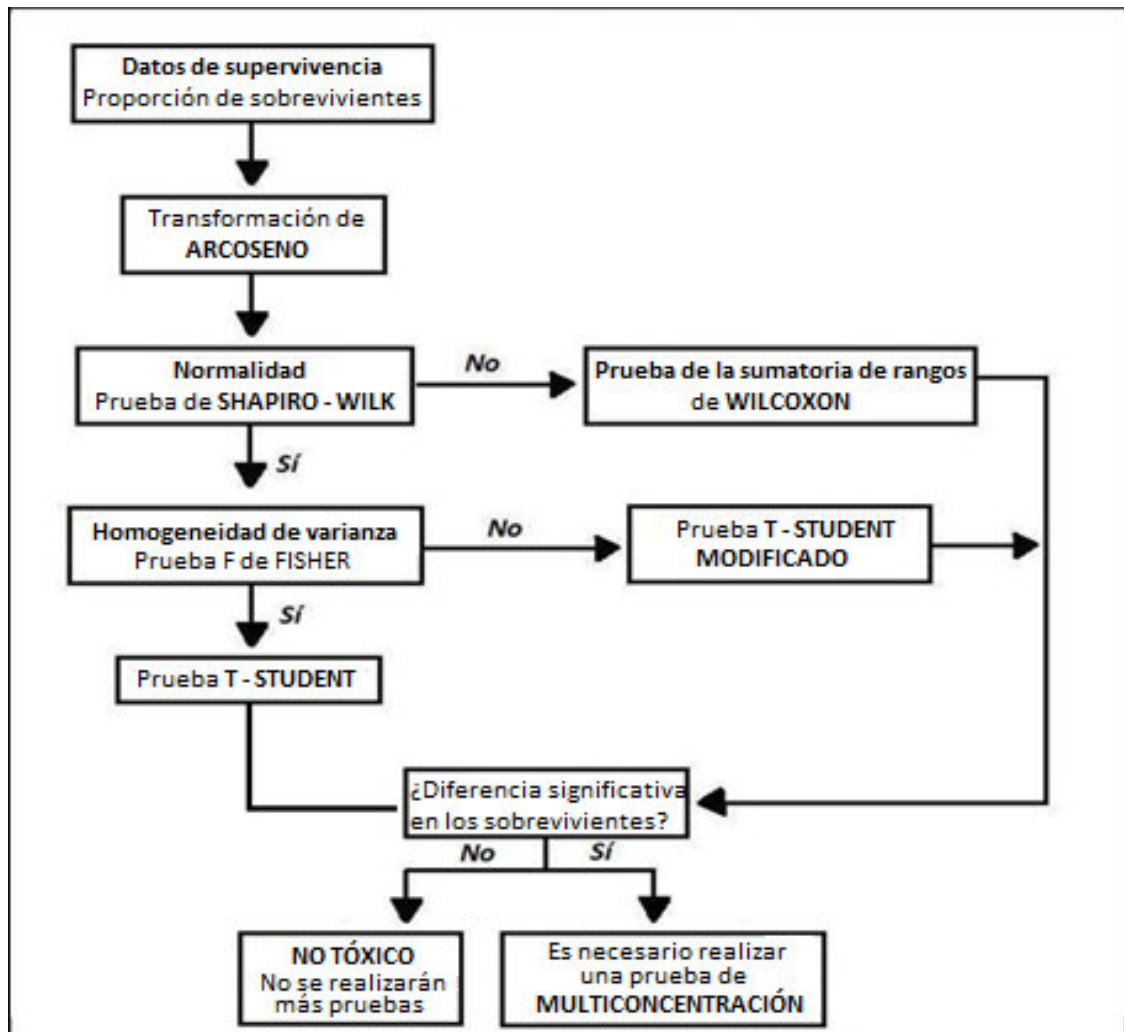 Datos de supervivencia
Proporción de sobrevivientes
Transformación de
ARCOSENO
Normalidad
Prueba de SHAPIRO - WILK
No
Prueba de la sumatoria de rangos
de WILCOXON
Sí
Homogeneidad de varianza
Prueba F de FISHER
No
Prueba T - STUDENT
MODIFICADO
Sí
Prueba T - STUDENT
¿Diferencia significativa
en los sobrevivientes?
No
Sí
NO TÓXICO
No se realizarán
más pruebas
Es necesario realizar
una prueba de
MULTICONCENTRACIÓN